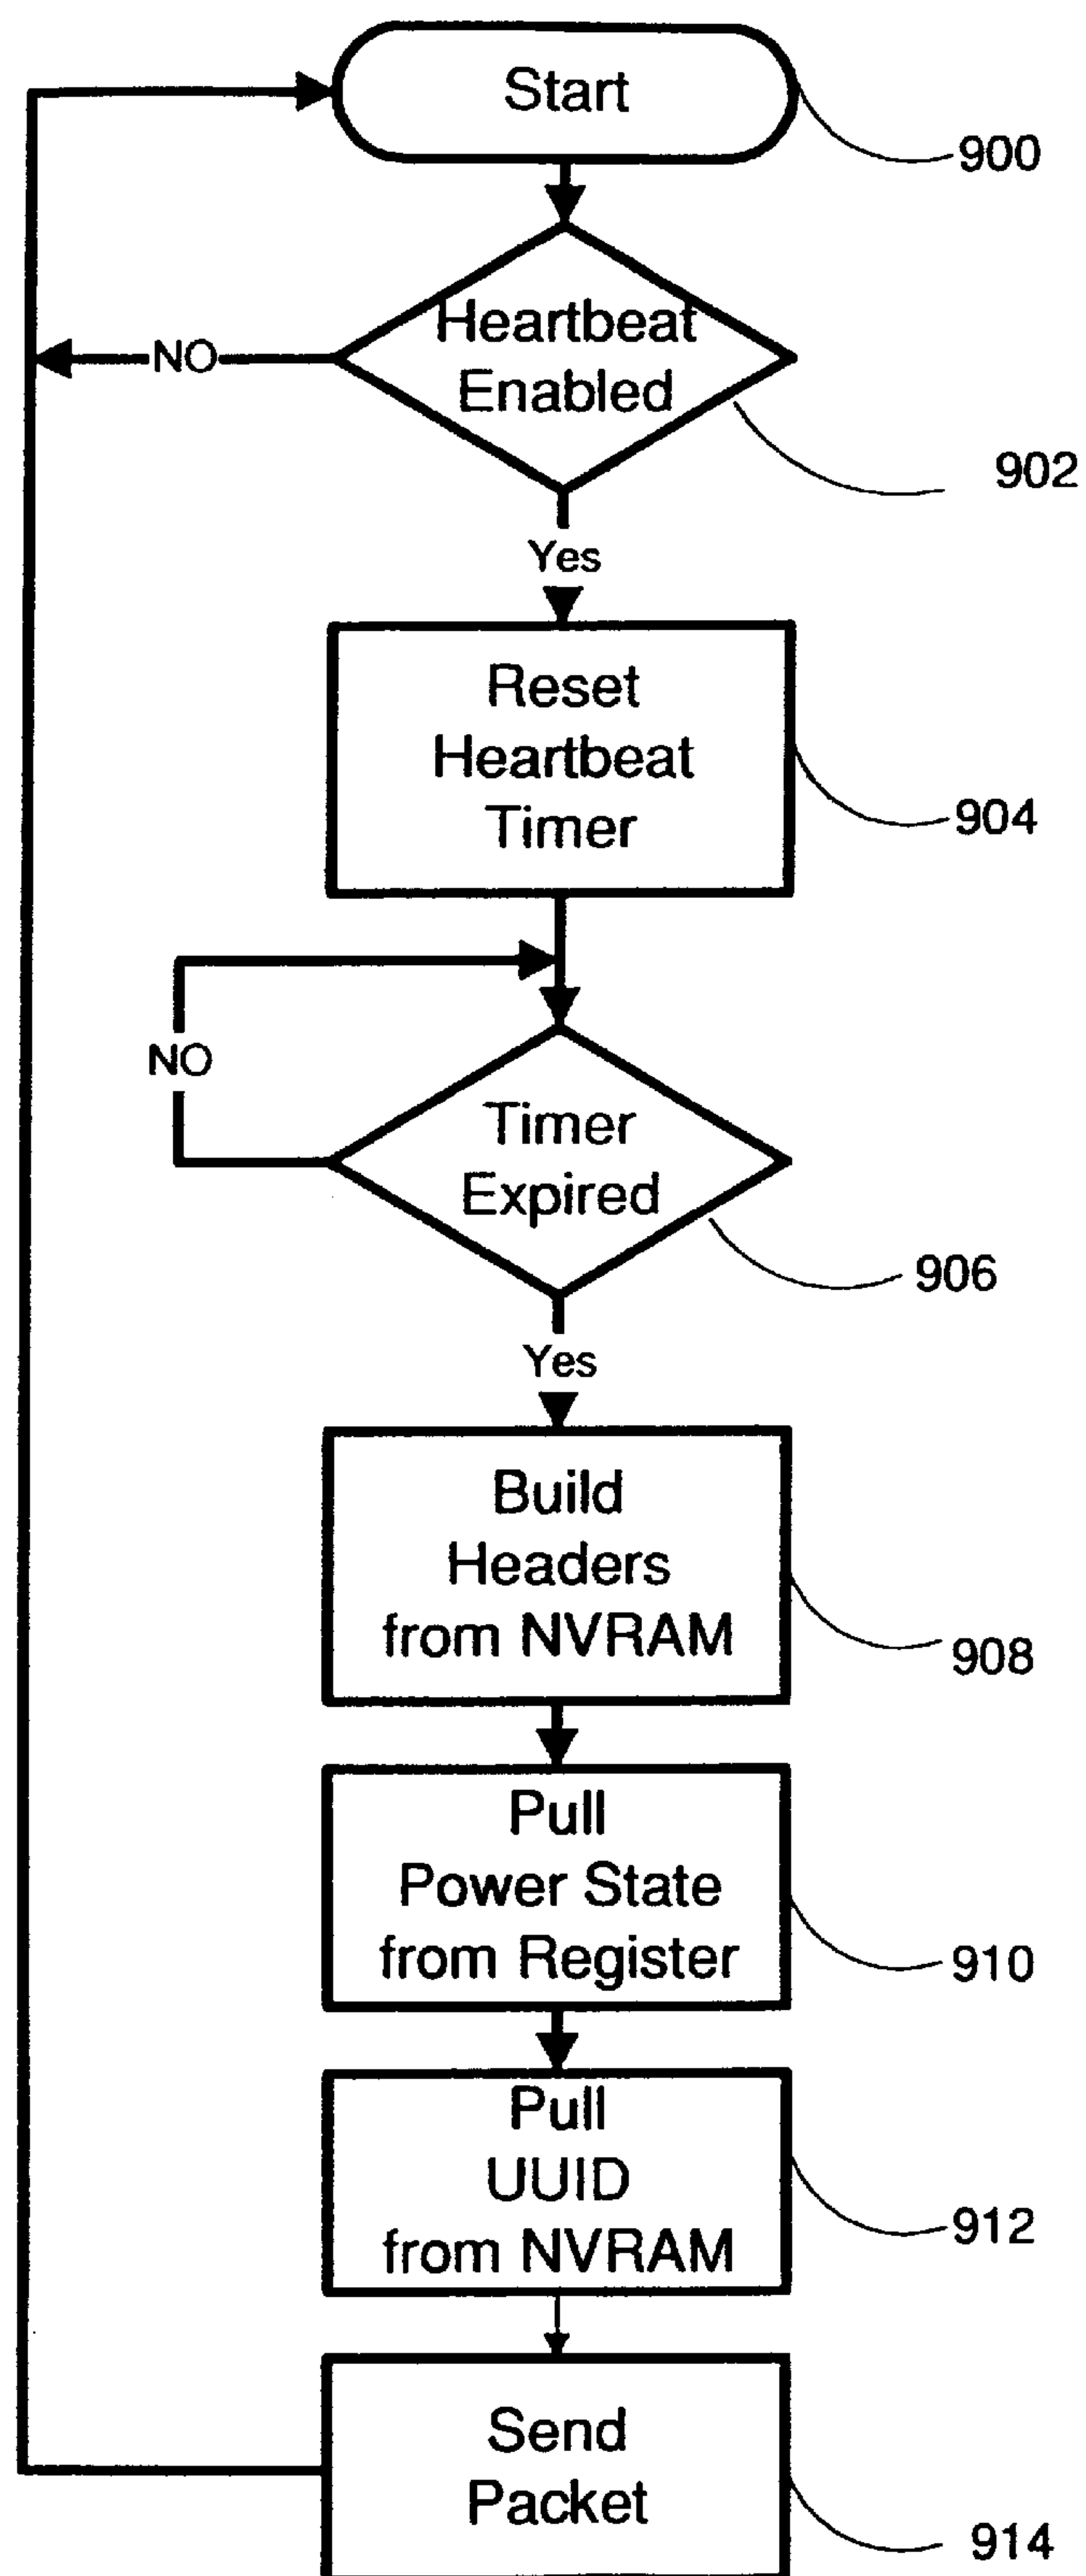 Start
900
Heartbeat
Enabled
NO
902
Yes
Reset
Heartbeat
Timer
904
NO
Timer
Expired
906
Yes
Build
Headers
from NVRAM
908
Pull
Power State
from Register
910
Pull
UUID
from NVRAM
912
Send
Packet
914